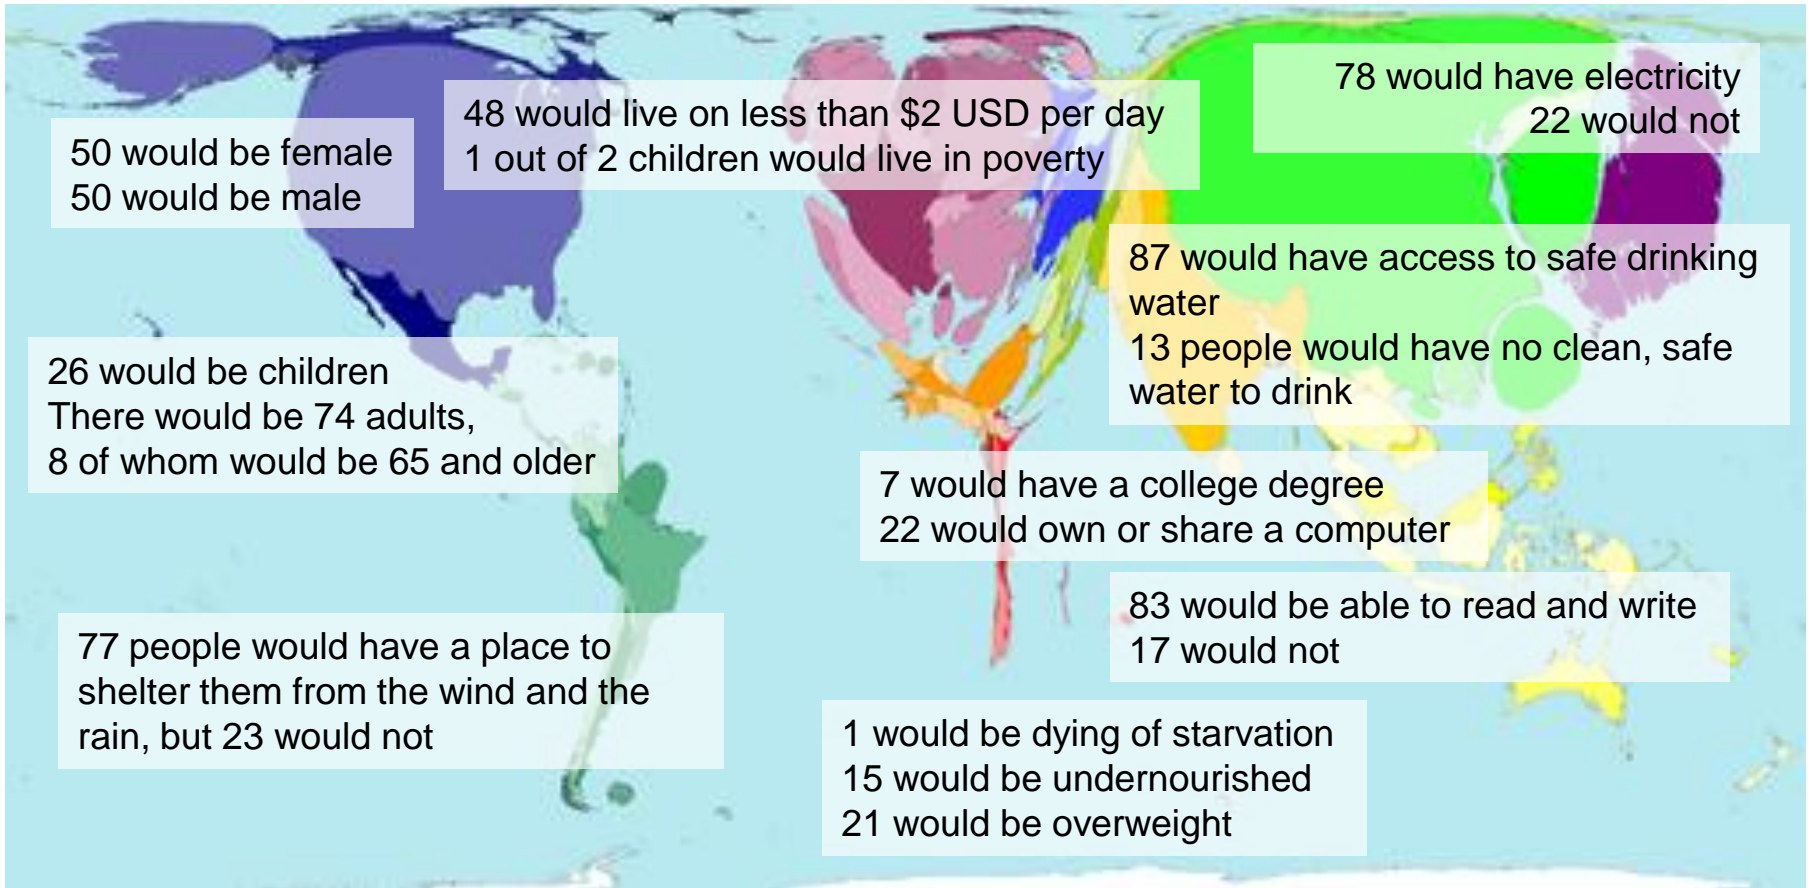 50 would be female
50 would be male
48 would live on less than $2 USD per day
1 out of 2 children would live in poverty
78 would have electricity
22 would not
87 would have access to safe drinking
water
13 people would have no clean, safe
water to drink
26 would be children
There would be 74 adults,
8 of whom would be 65 and older
7 would have a college degree
22 would own or share a computer
83 would be able to read and write
17 would not
77 people would have a place to
shelter them from the wind and the
rain, but 23 would not
1 would be dying of starvation
15 would be undernourished
21 would be overweight